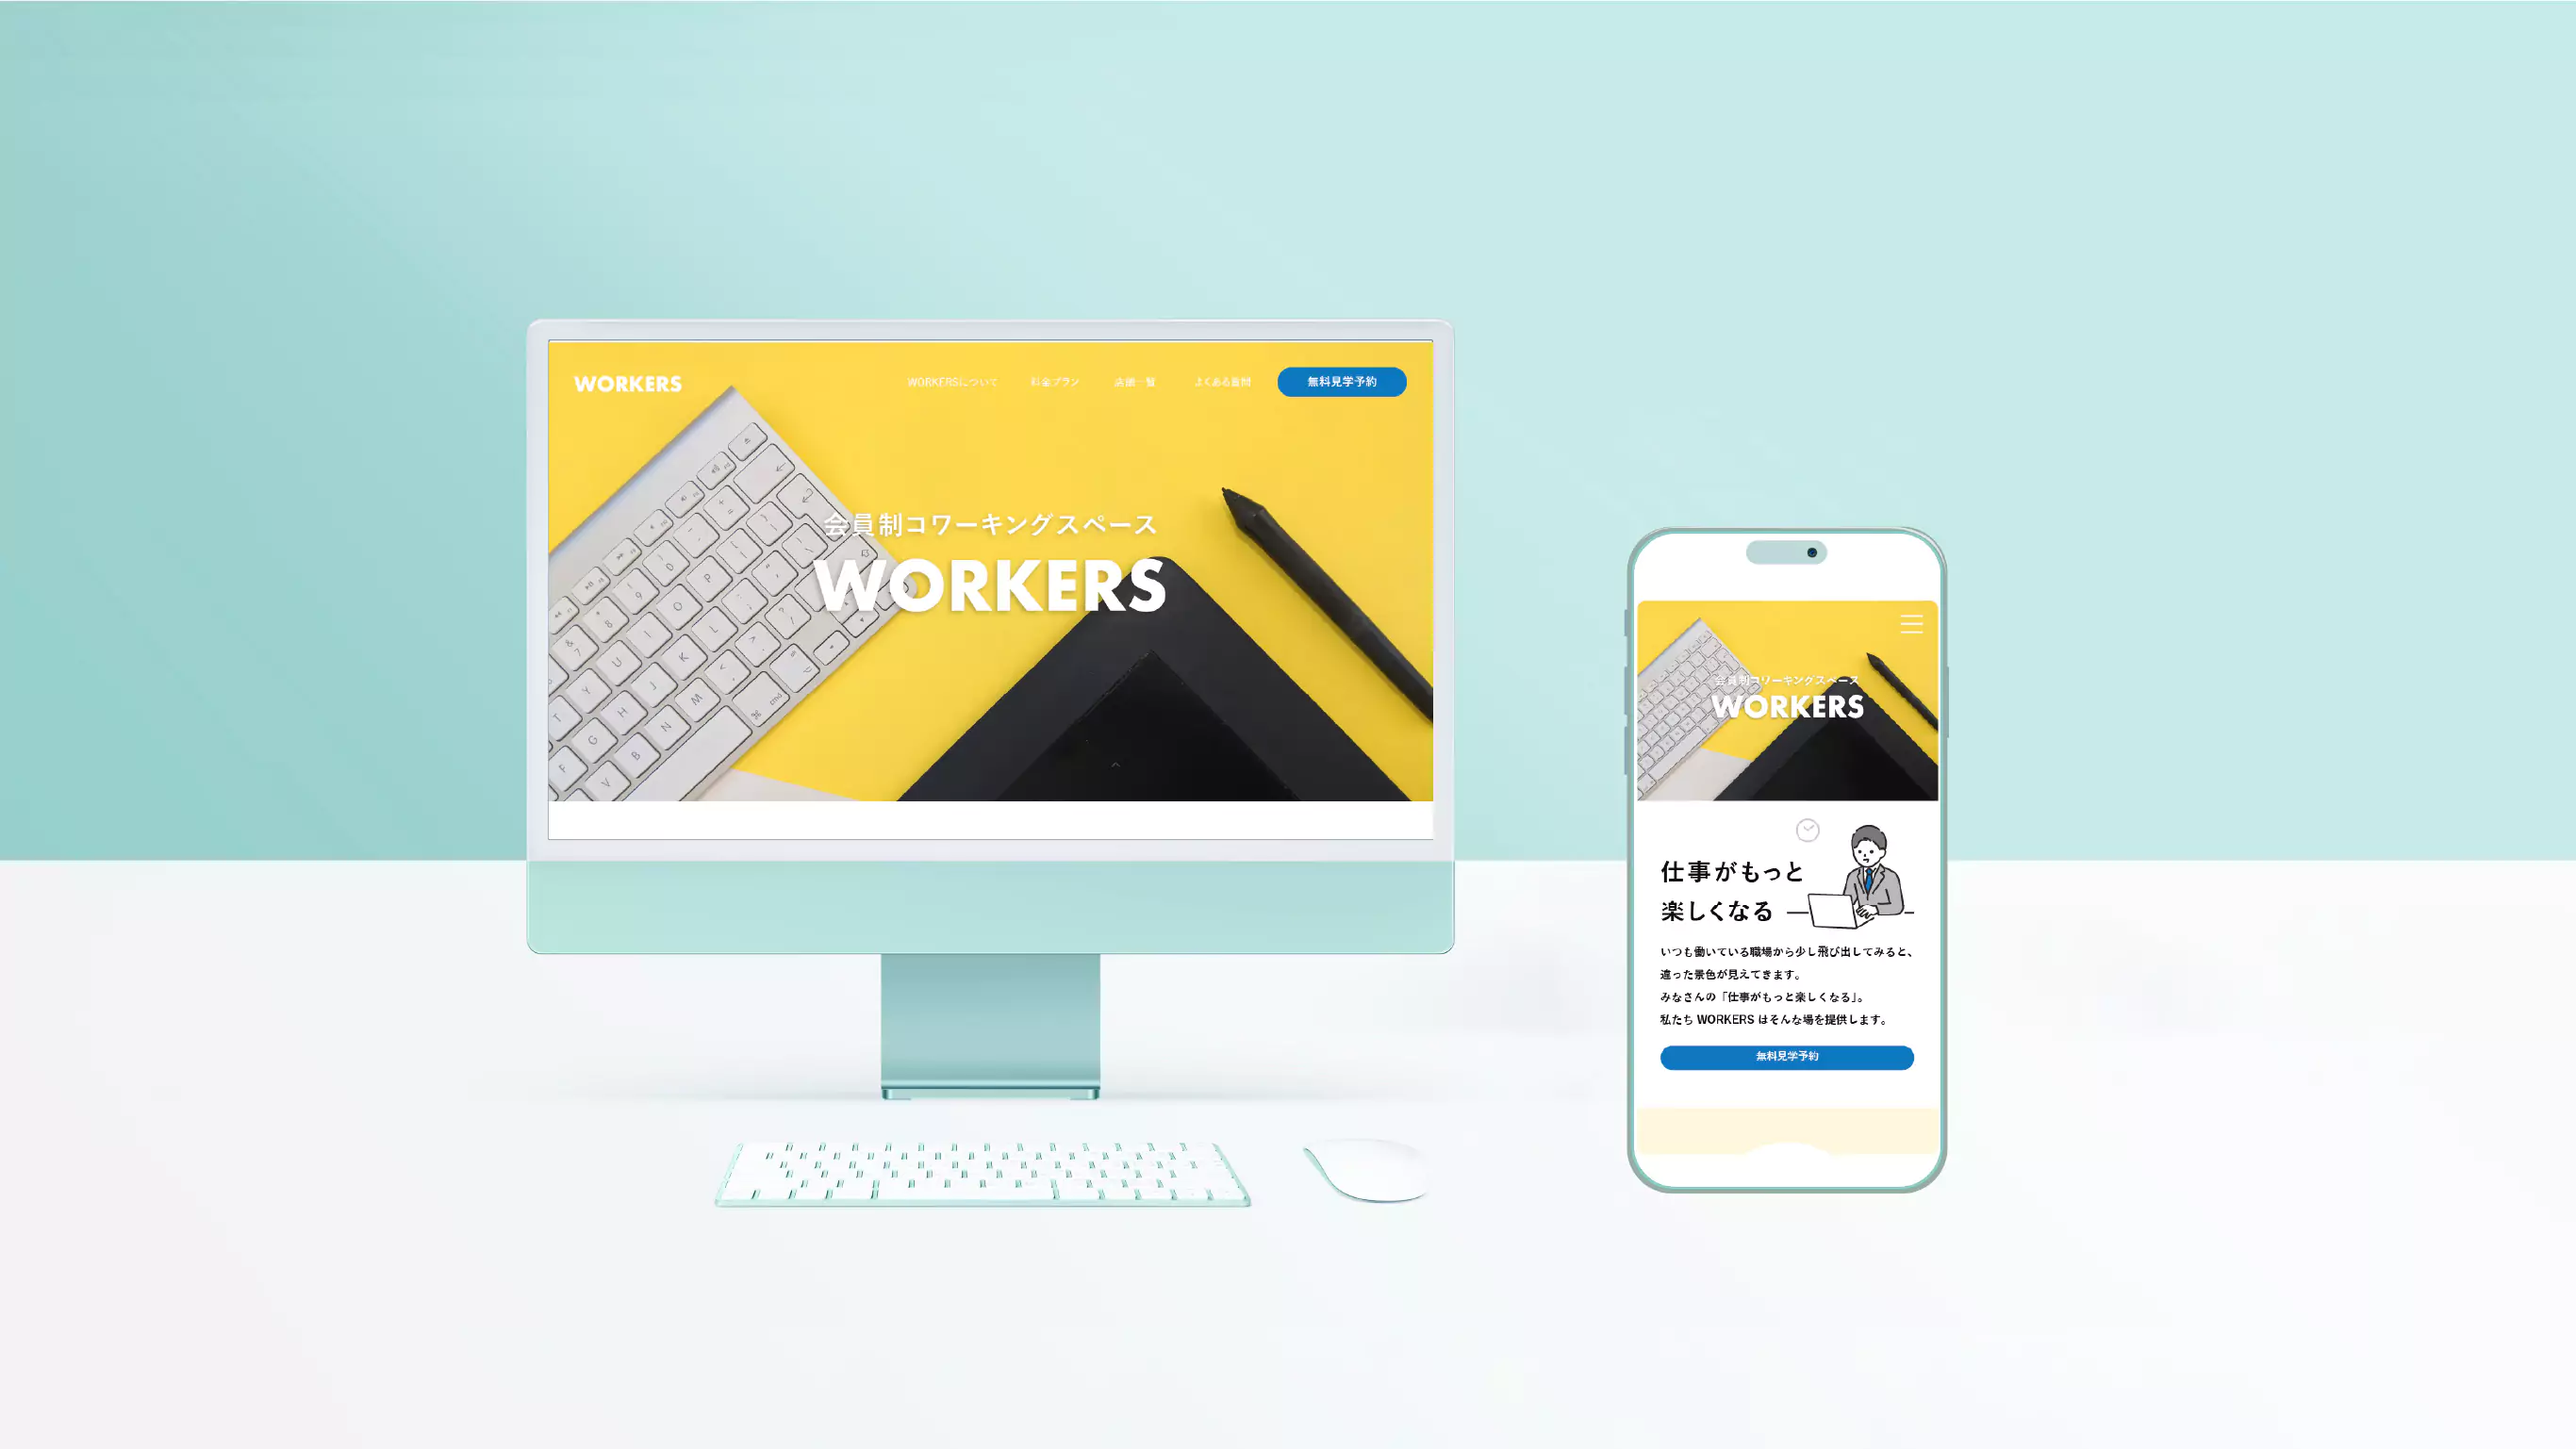 WORKERS
WORKERSについて 料金プラン 店舗一覧 よくある質問 無料見学予約
会員制コワーキングスペース
WORKERS
会員制コワーキングスペース
WORKERS
仕事がもっと
楽しくなる
いつも働いている職場から少し飛び出してみると、
違った景色が見えてきます。
みなさんの「仕事がもっと楽しくなる」。
私たち WORKERS はそんな場を提供します。
無料見学予約